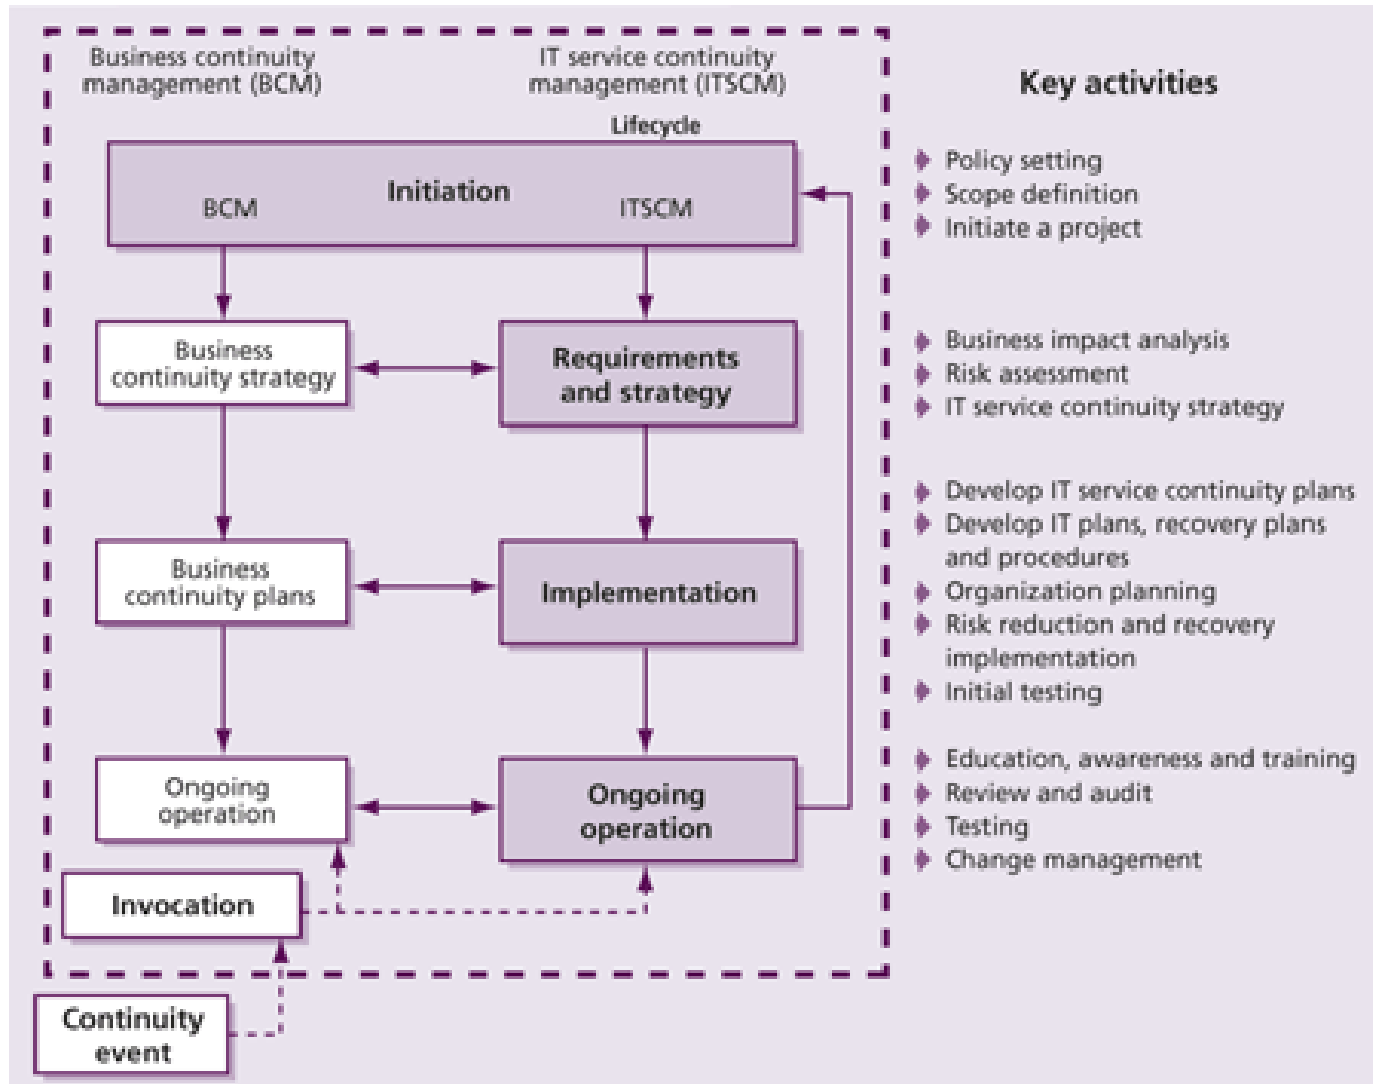 Business continuity
management (BCM)
IT service continuity
management (ITSCM)
Key activities
Lifecycle
Initiation
BCM
ITSCM
Policy setting
Scope definition
Initiate a project
Business
continuity strategy
Requirements
and strategy
Business impact analysis
Risk assessment
IT service continuity strategy
Business
continuity plans
Implementation
Develop IT service continuity plans
Develop IT plans, recovery plans
and procedures
Organization planning
Risk reduction and recovery
implementation
Initial testing
Ongoing
operation
Ongoing
operation
Education, awareness and training
Review and audit
Testing
Change management
Invocation
Continuity
event